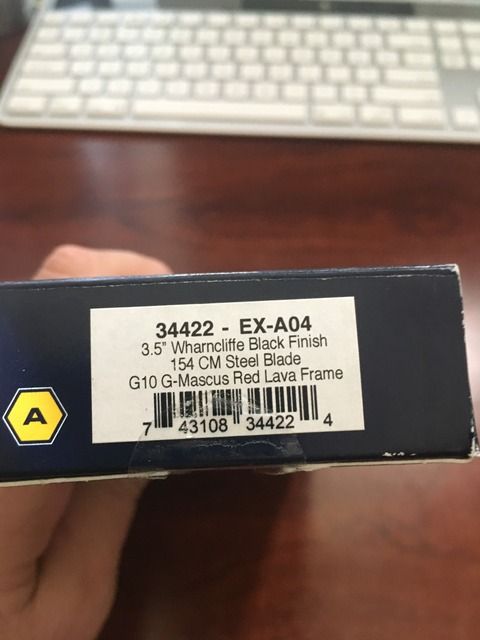 34422 - EX-A04
3.5" Wharncliffe Black Finish
154 CM Steel Blade
G10 G-Mascus Red Lava Frame
A
7 43108 34422 4